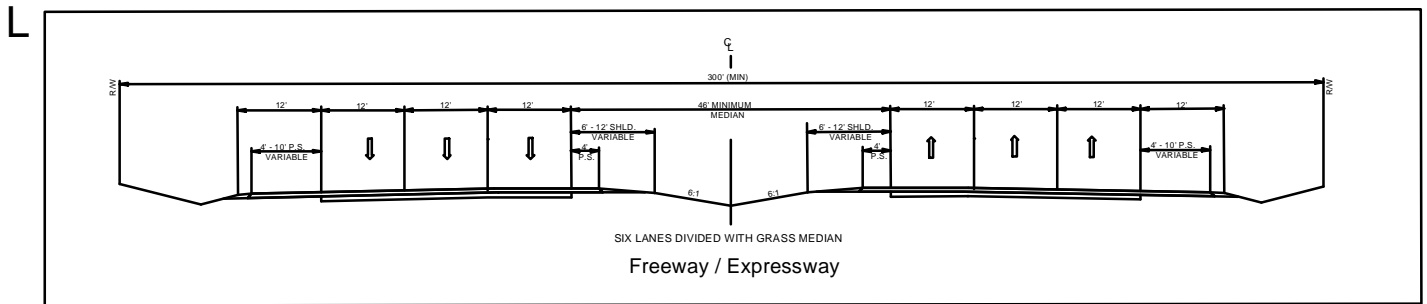 L
C
L
300' (MIN)
R/W
R/W
12' 12' 12' 12' 46' MINIMUM 12' 12' 12' 12'
MEDIAN
6' - 12' SHLD. 6' - 12' SHLD.
VARIABLE VARIABLE
4' - 10' P.S. 4' 4' 4' - 10' P.S.
VARIABLE P.S. P.S. VARIABLE
6:1 6:1
SIX LANES DIVIDED WITH GRASS MEDIAN
Freeway / Expressway